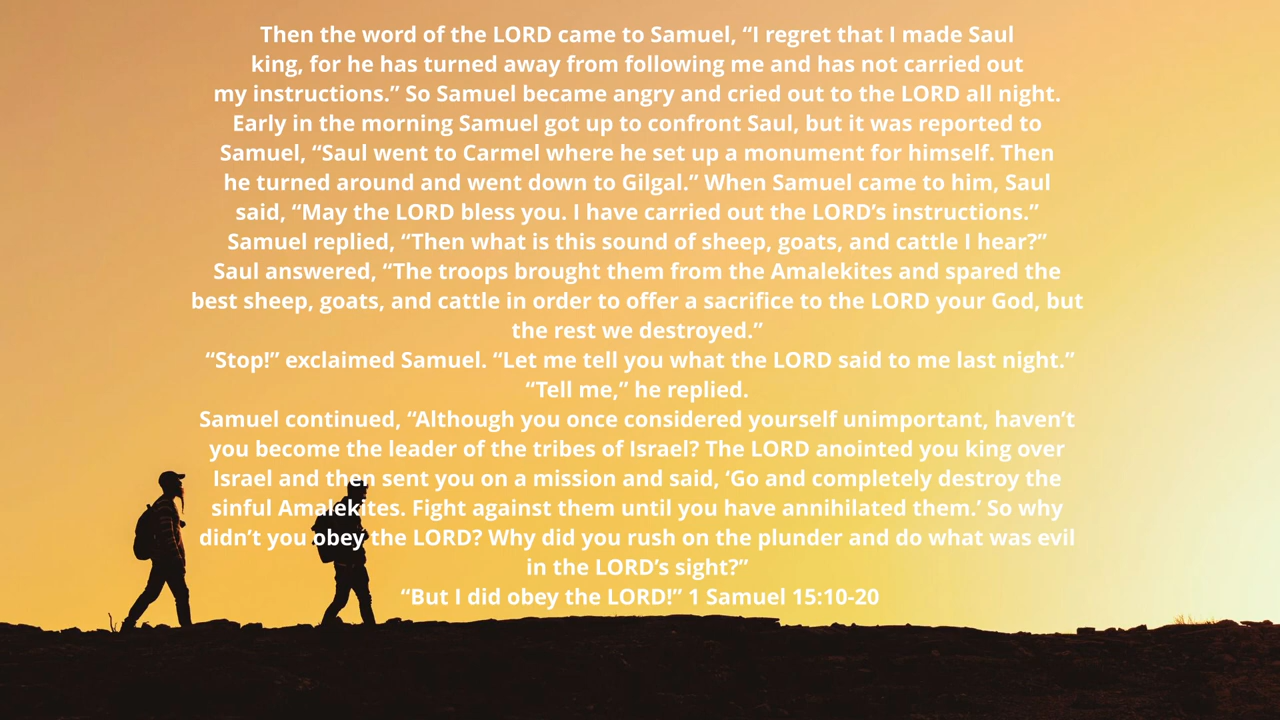 Then the word of the LORD came to Samuel, “I regret that I made Saul
king, for he has turned away from following me and has not carried out
my instructions.” So Samuel became angry and cried out to the LORD all night.
Early in the morning Samuel got up to confront Saul, but it was reported to
Samuel, “Saul went to Carmel where he set up a monument for himself. Then
he turned around and went down to Gilgal.” When Samuel came to him, Saul
said, “May the LORD bless you. I have carried out the LORD’s instructions.”
Samuel replied, “Then what is this sound of sheep, goats, and cattle I hear?”
Saul answered, “The troops brought them from the Amalekites and spared the
best sheep, goats, and cattle in order to offer a sacrifice to the LORD your God, but
the rest we destroyed.”
“Stop!” exclaimed Samuel. “Let me tell you what the LORD said to me last night.”
“Tell me,” he replied.
Samuel continued, “Although you once considered yourself unimportant, haven’t
you become the leader of the tribes of Israel? The LORD anointed you king over
Israel and then sent you on a mission and said, ‘Go and completely destroy the
sinful Amalekites. Fight against them until you have annihilated them.’ So why
didn’t you obey the LORD? Why did you rush on the plunder and do what was evil
in the LORD’s sight?”
“But I did obey the LORD!” 1 Samuel 15:10-20